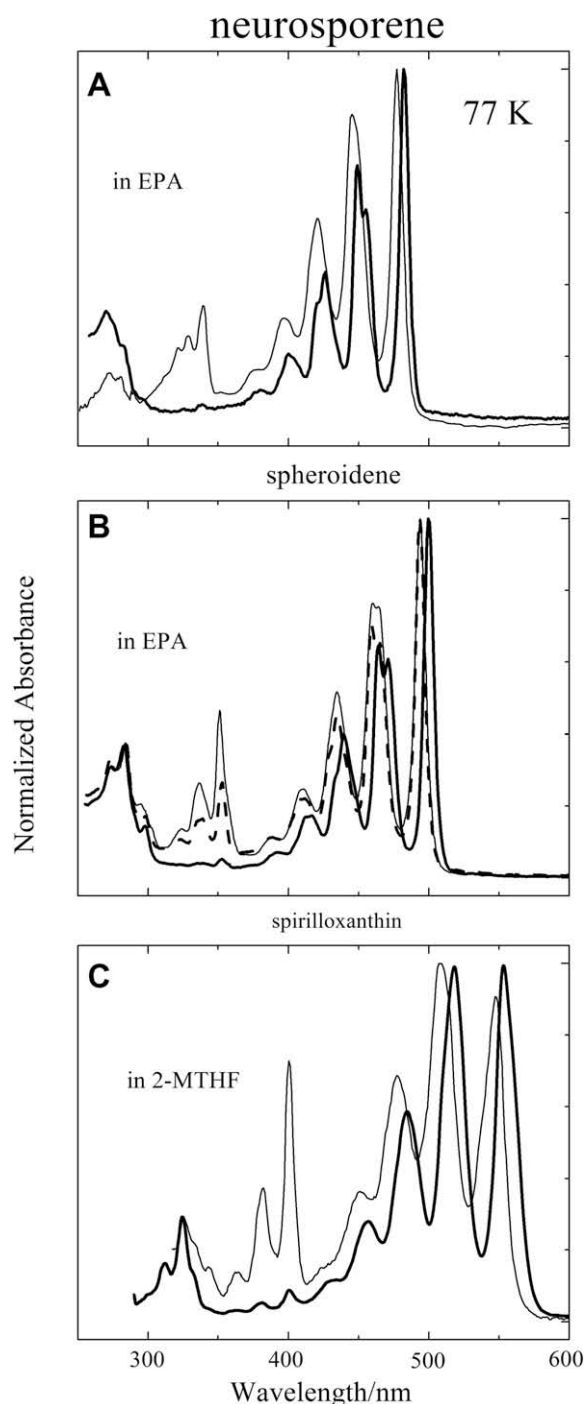 neurosporene
A
77 K
in EPA
spheroidene
B
in EPA
Normalized Absorbance
spirilloxanthin
C
in 2-MTHF
300 400 500 600
Wavelength/nm